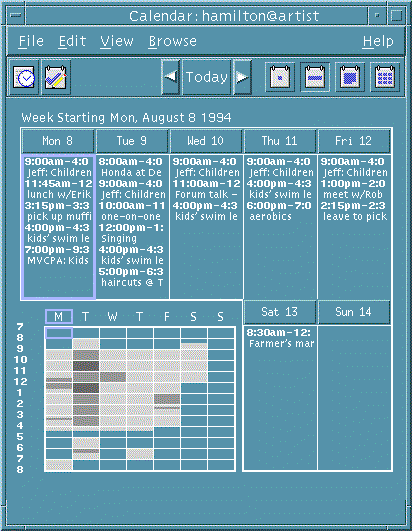 Calendar: hamilton@artist
File Edit View Browse Help
Today
Week Starting Mon, August 8 1994
Mon 8 Tue 9 Wed 10 Thu 11 Fri 12
9:00am-4:0
Jeff: Children
11:45am-12
lunch w/Erik
3:15pm-3:3
pick up muffi
4:00pm-4:3
kids' swim le
7:00pm-9:3
MVCPA: Kids
8:00am-4:0
Honda at De
9:00am-4:0
Jeff: Children
10:00am-11
one-on-one
12:00pm-1:
Singing
4:00pm-4:3
kids' swim le
5:00pm-6:3
haircuts @ T
9:00am-4:0
Jeff: Children
11:00am-12
Forum talk -
4:00pm-4:3
kids' swim le
9:00am-4:0
Jeff: Children
4:00pm-4:3
kids' swim le
6:00pm-7:0
aerobics
9:00am-4:0
Jeff: Children
1:00pm-2:0
meet w/Rob
2:15pm-2:3
leave to pick
M T W T F S S
7
8
9
10
11
12
1
2
3
4
5
6
7
8
Sat 13 Sun 14
8:30am-12:
Farmer's mar